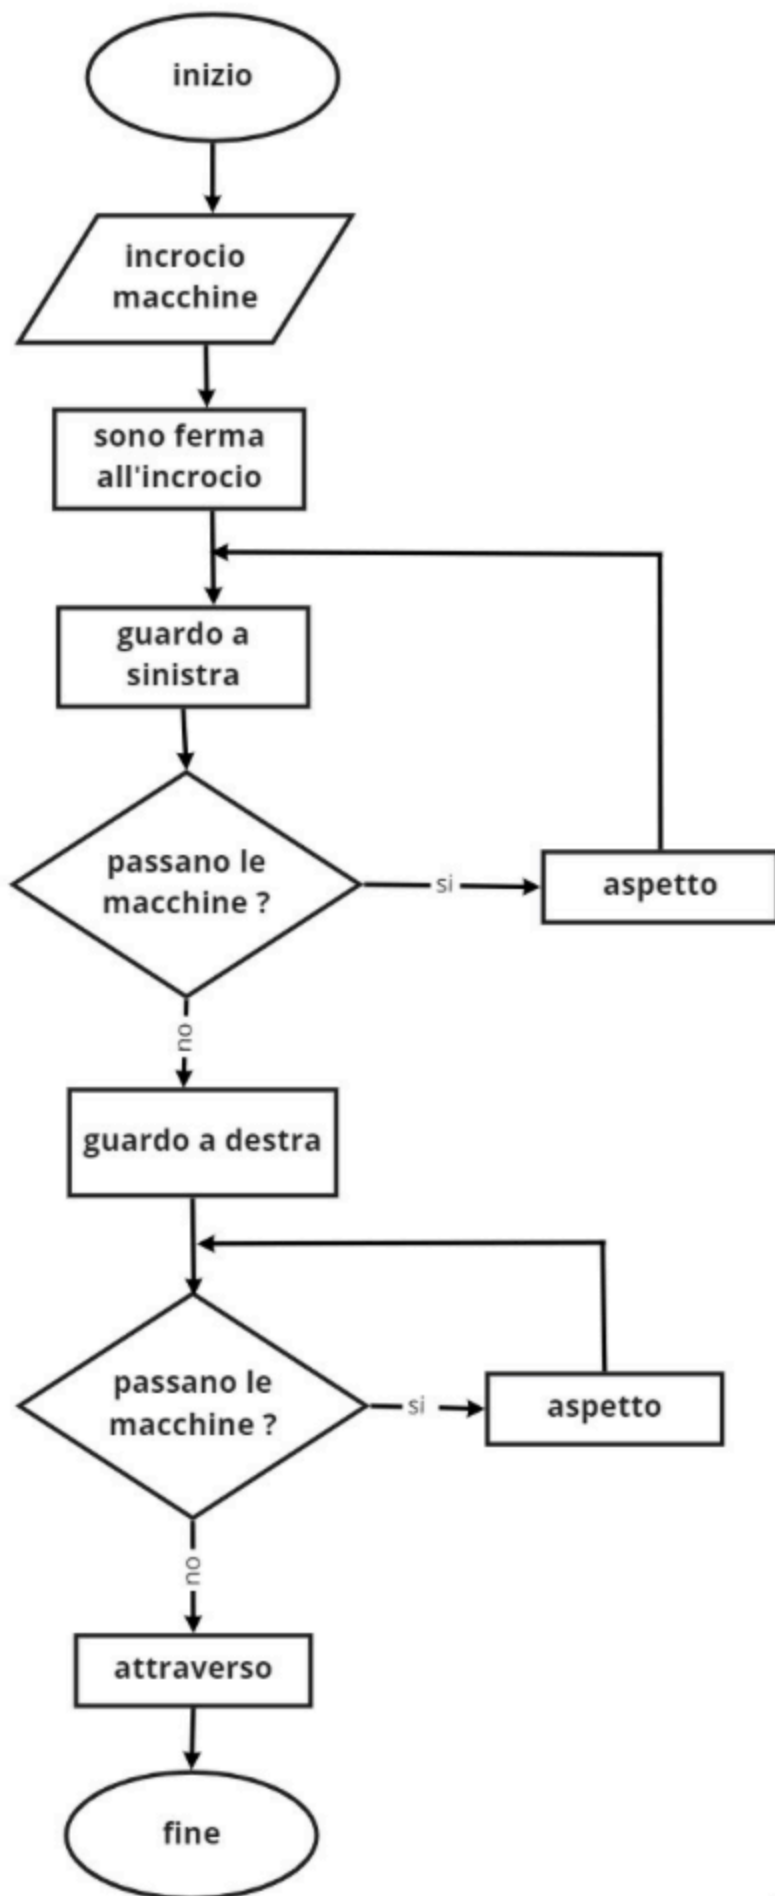 inizio
incrocio
macchine
sono ferma
all'incrocio
guardo a
sinistra
passano le
macchine ?
si
aspetto
no
guardo a destra
passano le
macchine ?
si
aspetto
no
attraverso
fine